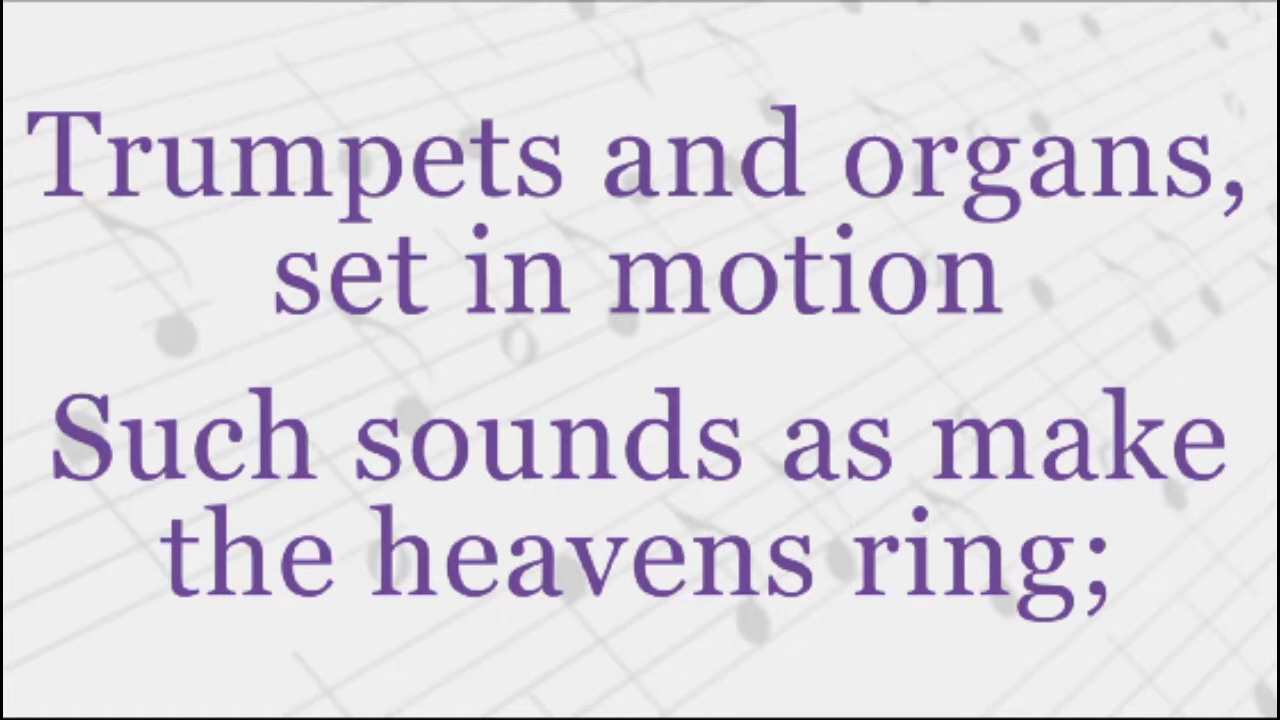 Trumpets and organs,
set in motion
Such sounds as make
the heavens ring;